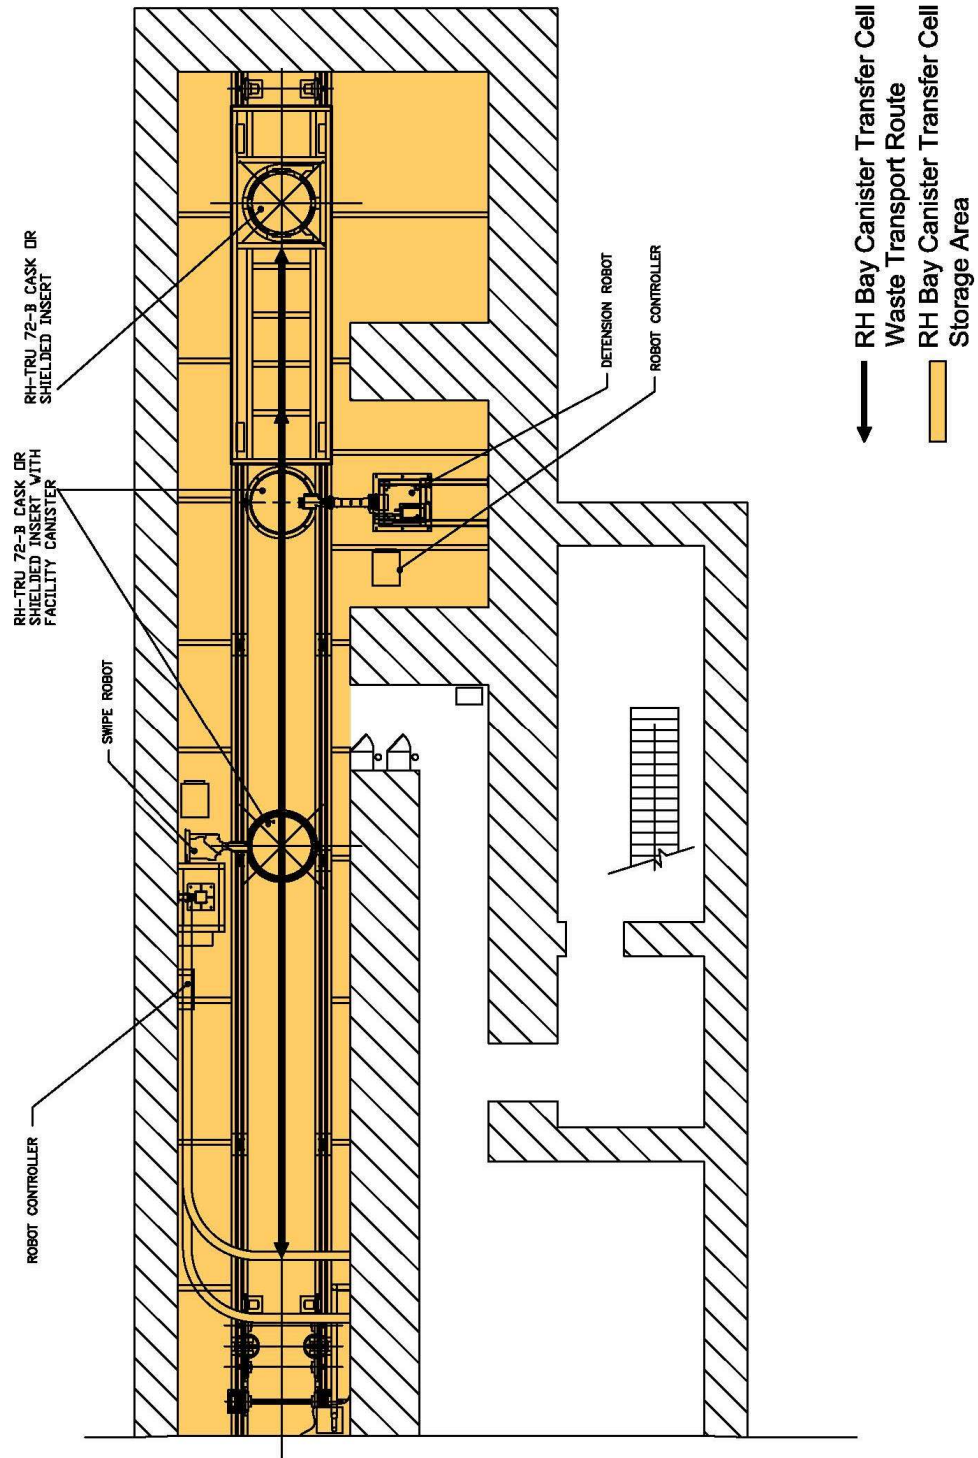 RH-TRU 72-B CASK OR
SHIELDED INSERT
RH-TRU 72-B CASK OR
SHIELDED INSERT WITH
FACILITY CANISTER
SWIPE ROBOT
ROBOT CONTROLLER
DETENSION ROBOT
ROBOT CONTROLLER
RH Bay Canister Transfer Cell
Waste Transport Route
RH Bay Canister Transfer Cell
Storage Area